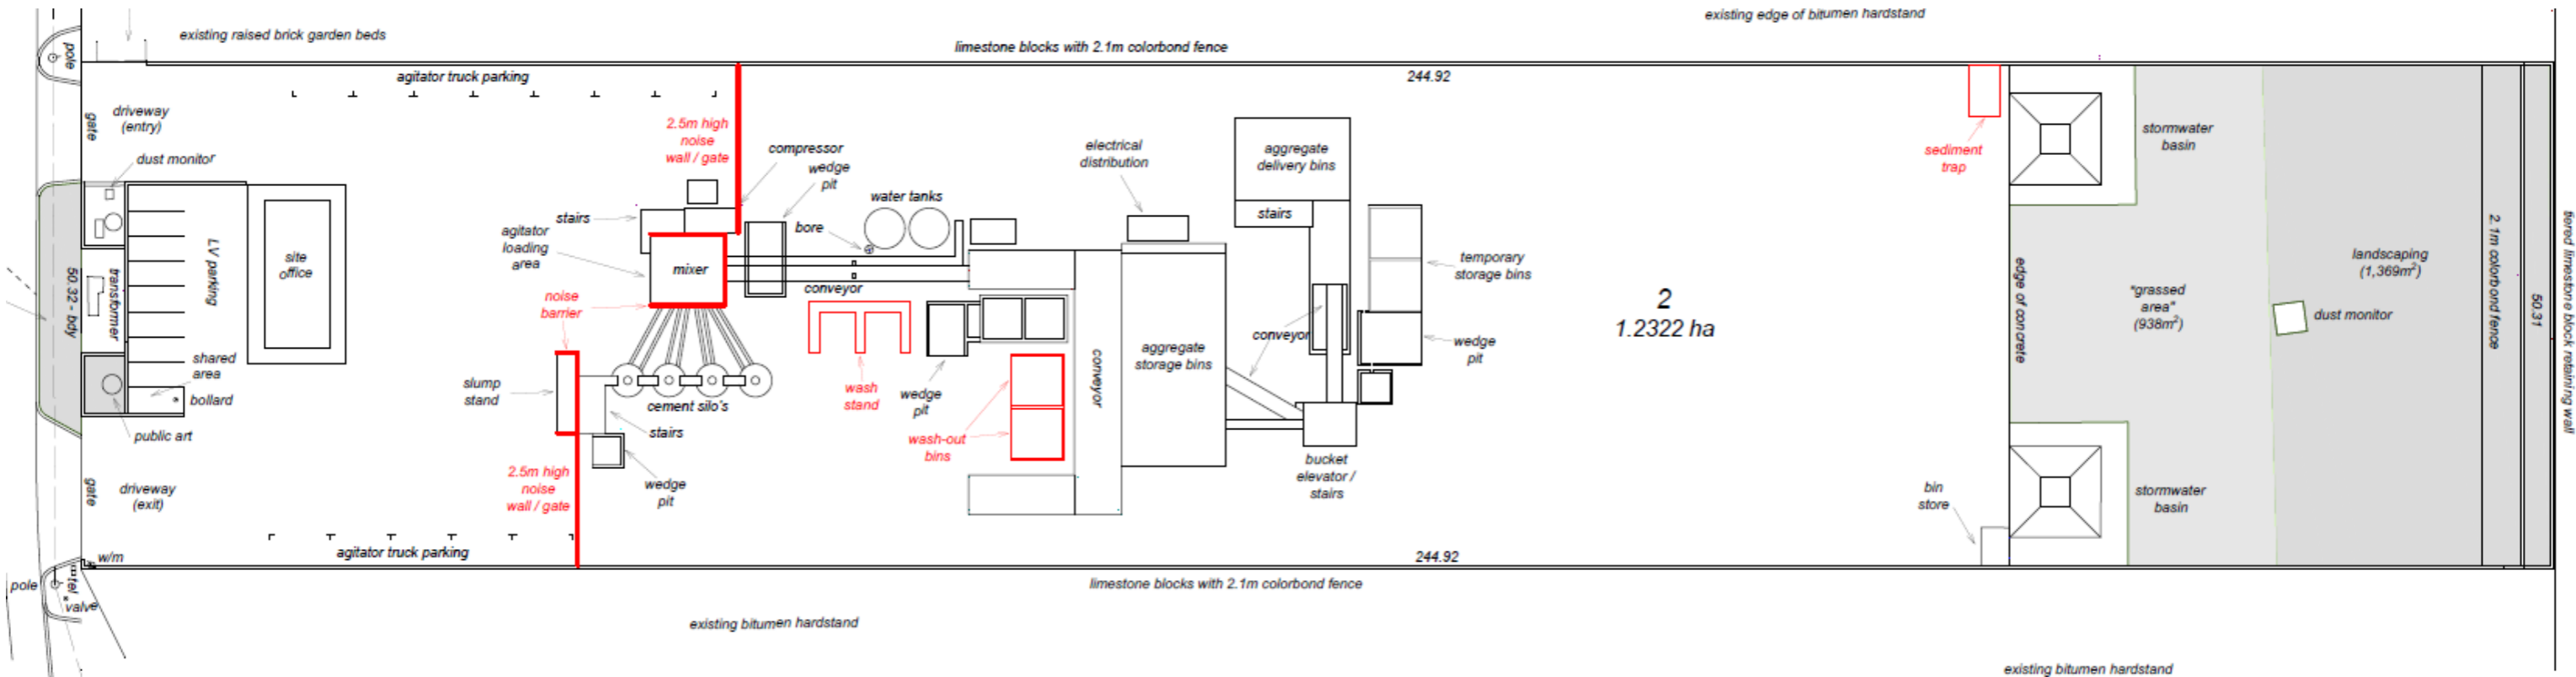 existing edge of bitumen hardstand
existing raised brick garden beds
limestone blocks with 2.1m colorbond fence
pole
agitator truck parking
244.92
gate
driveway
(entry)
2.5m high
noise
wall / gate
compressor
wedge
pit
electrical
distribution
aggregate
delivery bins
sediment
trap
stormwater
basin
dust monitor
stairs
water tanks
bore
stairs
agitator
loading
area
mixer
conveyor
temporary
storage bins
LV parking
site
office
50.32 - bdy
transformer
noise
barrier
2
1.2322 ha
edge of concrete
"grassed
area"
(938m²)
landscaping
(1,369m²)
dust monitor
2.1m colorbond fence
50.31
tiered limestone block retaining wall
shared
area
bollard
public art
slump
stand
cement silo's
stairs
wash
stand
wedge
pit
wash-out
bins
conveyor
aggregate
storage bins
conveyor
wedge
pit
bucket
elevator /
stairs
gate
driveway
(exit)
2.5m high
noise
wall / gate
wedge
pit
bin
store
stormwater
basin
w/m
agitator truck parking
244.92
pole
tel
valve
limestone blocks with 2.1m colorbond fence
existing bitumen hardstand
existing bitumen hardstand